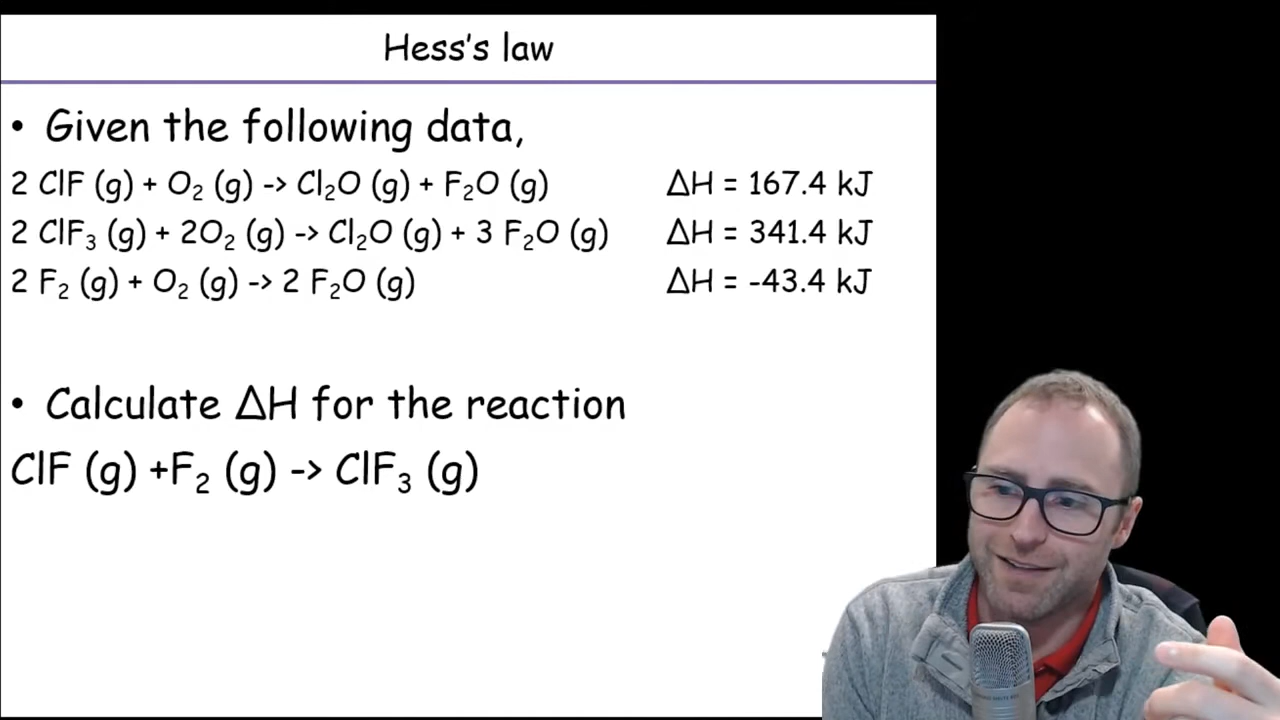 Hess's law
• Given the following data,
2 ClF (g) + O₂ (g) -> Cl₂O (g) + F₂O (g) ΔH = 167.4 kJ
2 ClF₃ (g) + 2O₂ (g) -> Cl₂O (g) + 3 F₂O (g) ΔH = 341.4 kJ
2 F₂ (g) + O₂ (g) -> 2 F₂O (g) ΔH = -43.4 kJ
• Calculate ΔH for the reaction
ClF (g) +F₂ (g) -> ClF₃ (g)